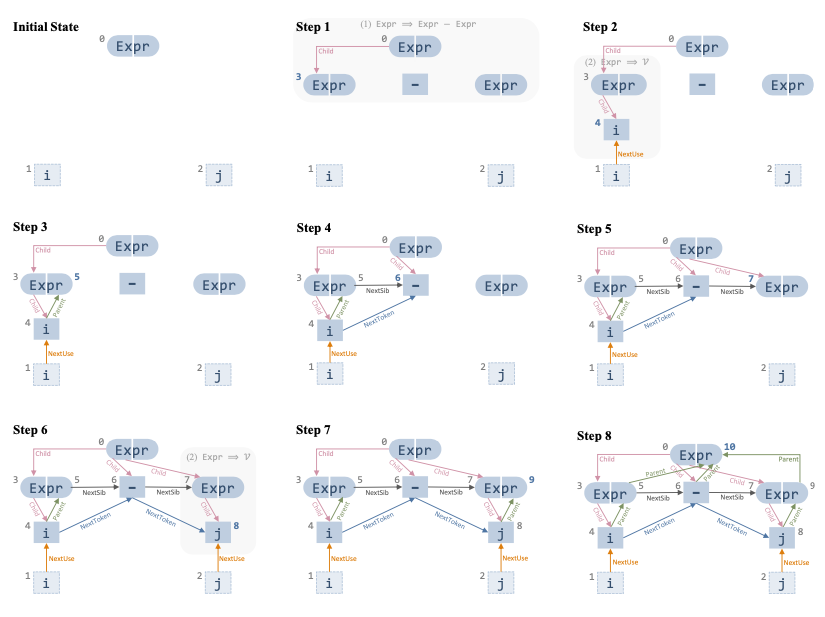 Initial State
0 Expr
1 i
2 j
Step 1
(1) Expr ⟹ Expr − Expr
0 Expr
Child
3 Expr
-
Expr
1 i
2 j
Step 2
0 Expr
Child
(2) Expr ⟹ 𝒱
3 Expr
-
Expr
Child
4 i
NextUse
1 i
2 j
Step 3
0 Expr
Child
3 Expr 5
-
Expr
Child
Parent
4 i
NextUse
1 i
2 j
Step 4
0 Expr
Child
Child
3 Expr 5
NextSib
6 -
Expr
Child
Parent
4 i
NextToken
NextUse
1 i
2 j
Step 5
0 Expr
Child
Child
Child
3 Expr 5
NextSib
6 -
NextSib
7 Expr
Child
Parent
4 i
NextToken
NextUse
1 i
2 j
Step 6
0 Expr
Child
Child
Child
(2) Expr ⟹ 𝒱
3 Expr 5
NextSib
6 -
NextSib
7 Expr
Child
Parent
Child
4 i
NextToken
NextToken
j 8
NextUse
NextUse
1 i
2 j
Step 7
0 Expr
Child
Child
Child
3 Expr 5
NextSib
6 -
NextSib
7 Expr 9
Child
Parent
Child
Parent
4 i
NextToken
NextToken
j 8
NextUse
NextUse
1 i
2 j
Step 8
0 Expr 10
Child
Parent
Child
Parent
Child
Parent
3 Expr 5
NextSib
6 -
NextSib
7 Expr 9
Child
Parent
Child
Parent
4 i
NextToken
NextToken
j 8
NextUse
NextUse
1 i
2 j